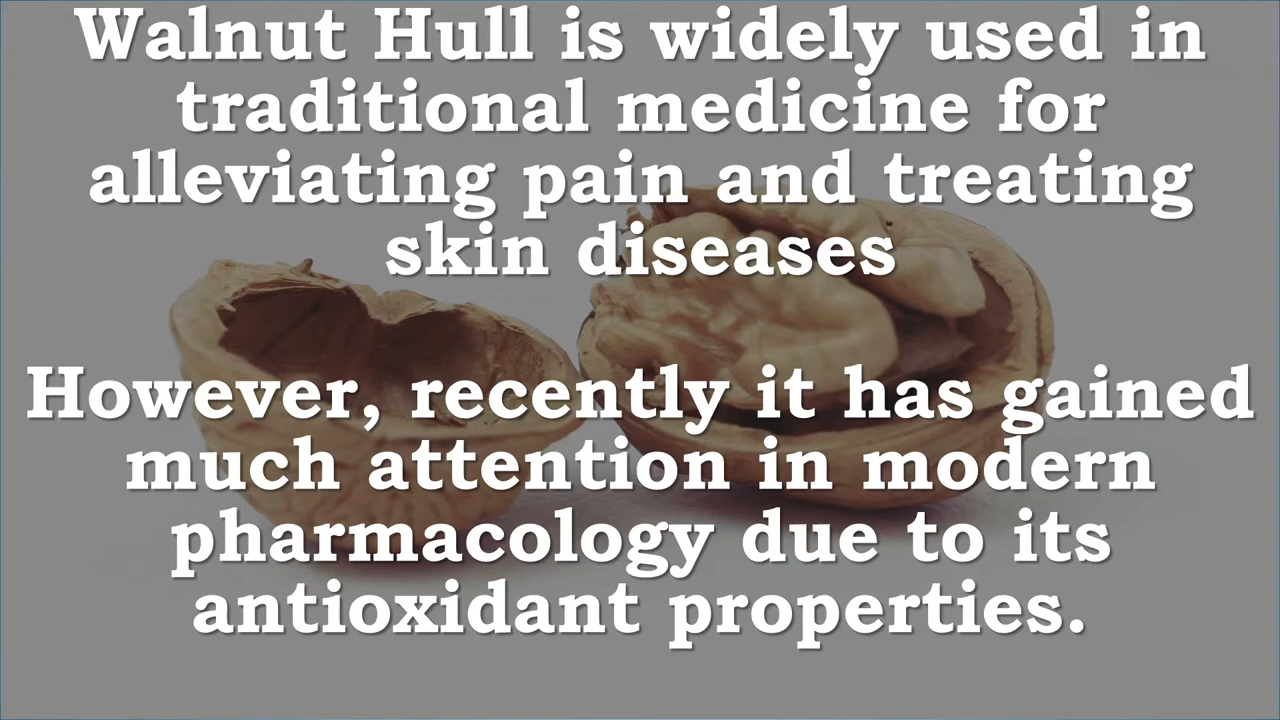 Walnut Hull is widely used in
traditional medicine for
alleviating pain and treating
skin diseases
However, recently it has gained
much attention in modern
pharmacology due to its
antioxidant properties.